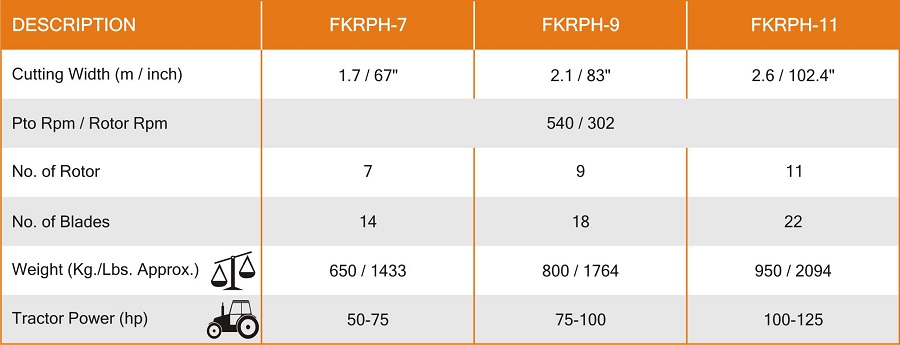 DESCRIPTION FKRPH-7 FKRPH-9 FKRPH-11
Cutting Width (m / inch) 1.7 / 67" 2.1 / 83" 2.6 / 102.4"
Pto Rpm / Rotor Rpm 540 / 302
No. of Rotor 7 9 11
No. of Blades 14 18 22
Weight (Kg./Lbs. Approx.) 650 / 1433 800 / 1764 950 / 2094
Tractor Power (hp) 50-75 75-100 100-125